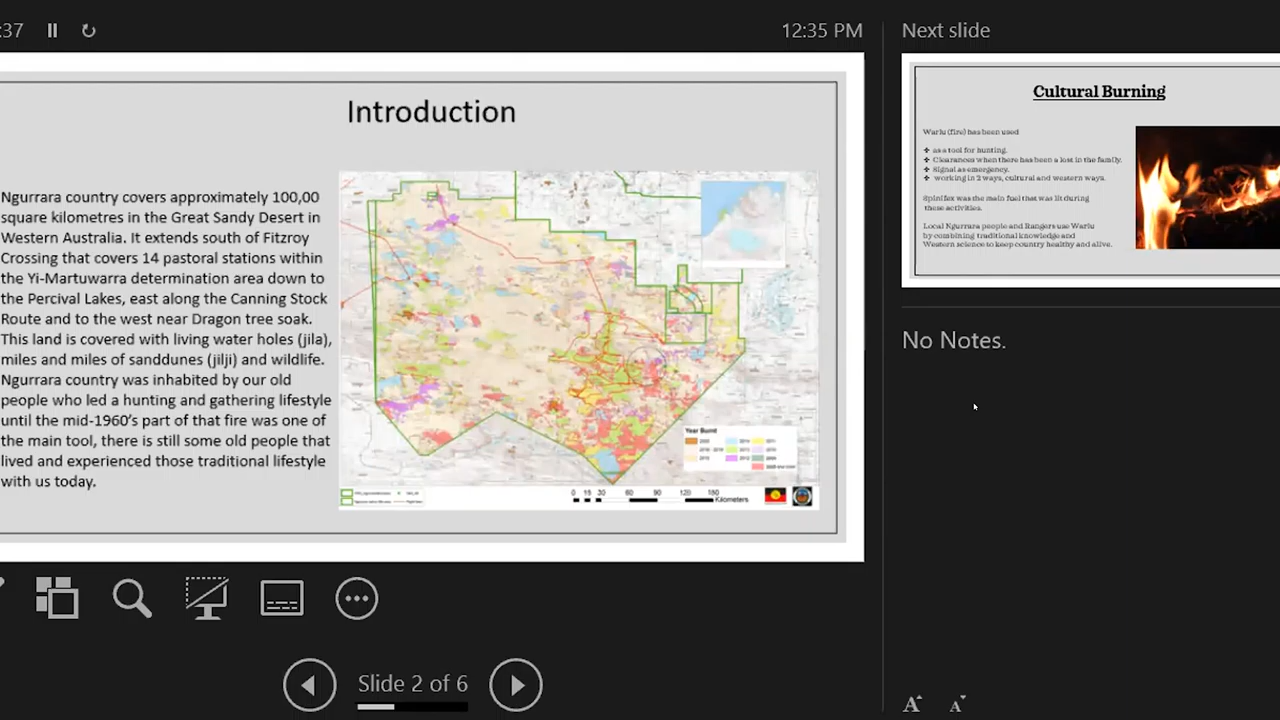 :37
12:35 PM
Next slide
Introduction
Ngurrara country covers approximately 100,00
square kilometres in the Great Sandy Desert in
Western Australia. It extends south of Fitzroy
Crossing that covers 14 pastoral stations within
the Yi-Martuwarra determination area down to
the Percival Lakes, east along the Canning Stock
Route and to the west near Dragon tree soak.
This land is covered with living water holes (jila),
miles and miles of sanddunes (jilji) and wildlife.
Ngurrara country was inhabited by our old
people who led a hunting and gathering lifestyle
until the mid-1960's part of that fire was one of
the main tool, there is still some old people that
lived and experienced those traditional lifestyle
with us today.
Year Burnt
0 15 30 60 90 120 150
Kilometers
Cultural Burning
Warlu (fire) has been used
❖ as a tool for hunting.
❖ Clearances when there has been a lost in the family.
❖ Signal as emergency.
❖ working in 2 ways, cultural and western ways.
Spinifex was the main fuel that was lit during
these activities.
Local Ngurrara people and Rangers use Warlu
by combining traditional knowledge and
Western science to keep country healthy and alive.
No Notes.
Slide 2 of 6
A A